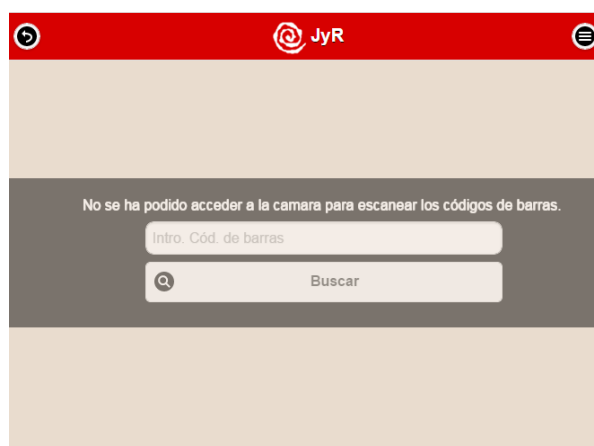 JyR
No se ha podido acceder a la camara para escanear los códigos de barras.
Intro. Cód. de barras
Buscar